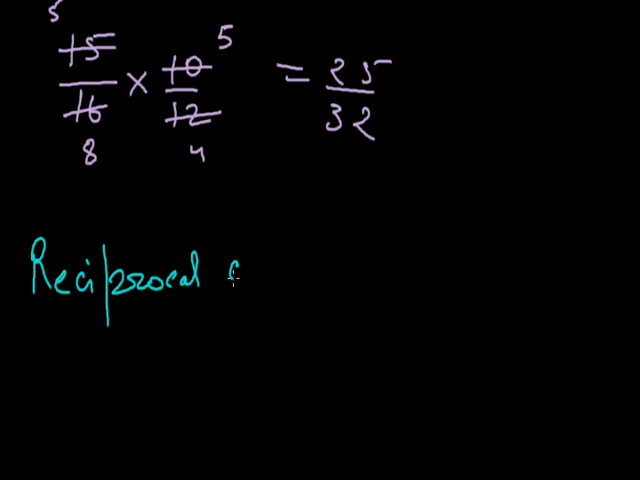 5 5
15/16 × 10/12 = 25/32
8 4
Reciprocal